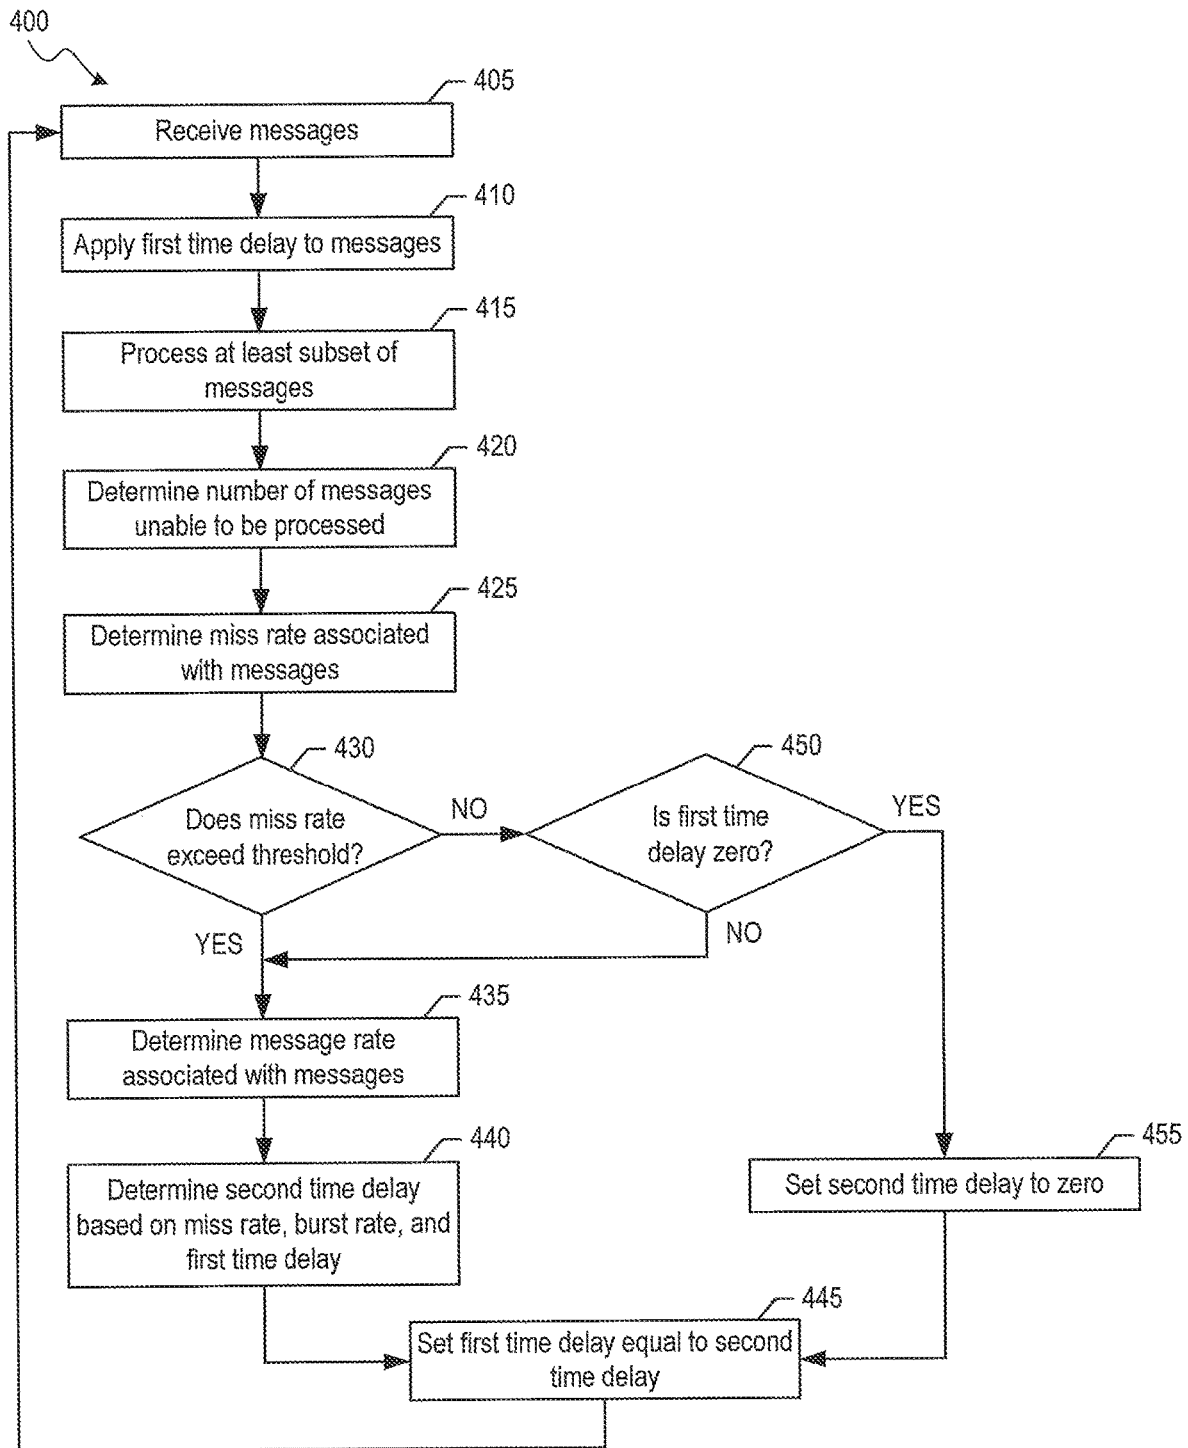 400
405
Receive messages
410
Apply first time delay to messages
415
Process at least subset of
messages
420
Determine number of messages
unable to be processed
425
Determine miss rate associated
with messages
430
Does miss rate
exceed threshold?
NO
450
Is first time
delay zero?
YES
YES
NO
435
Determine message rate
associated with messages
440
Determine second time delay
based on miss rate, burst rate, and
first time delay
455
Set second time delay to zero
445
Set first time delay equal to second
time delay